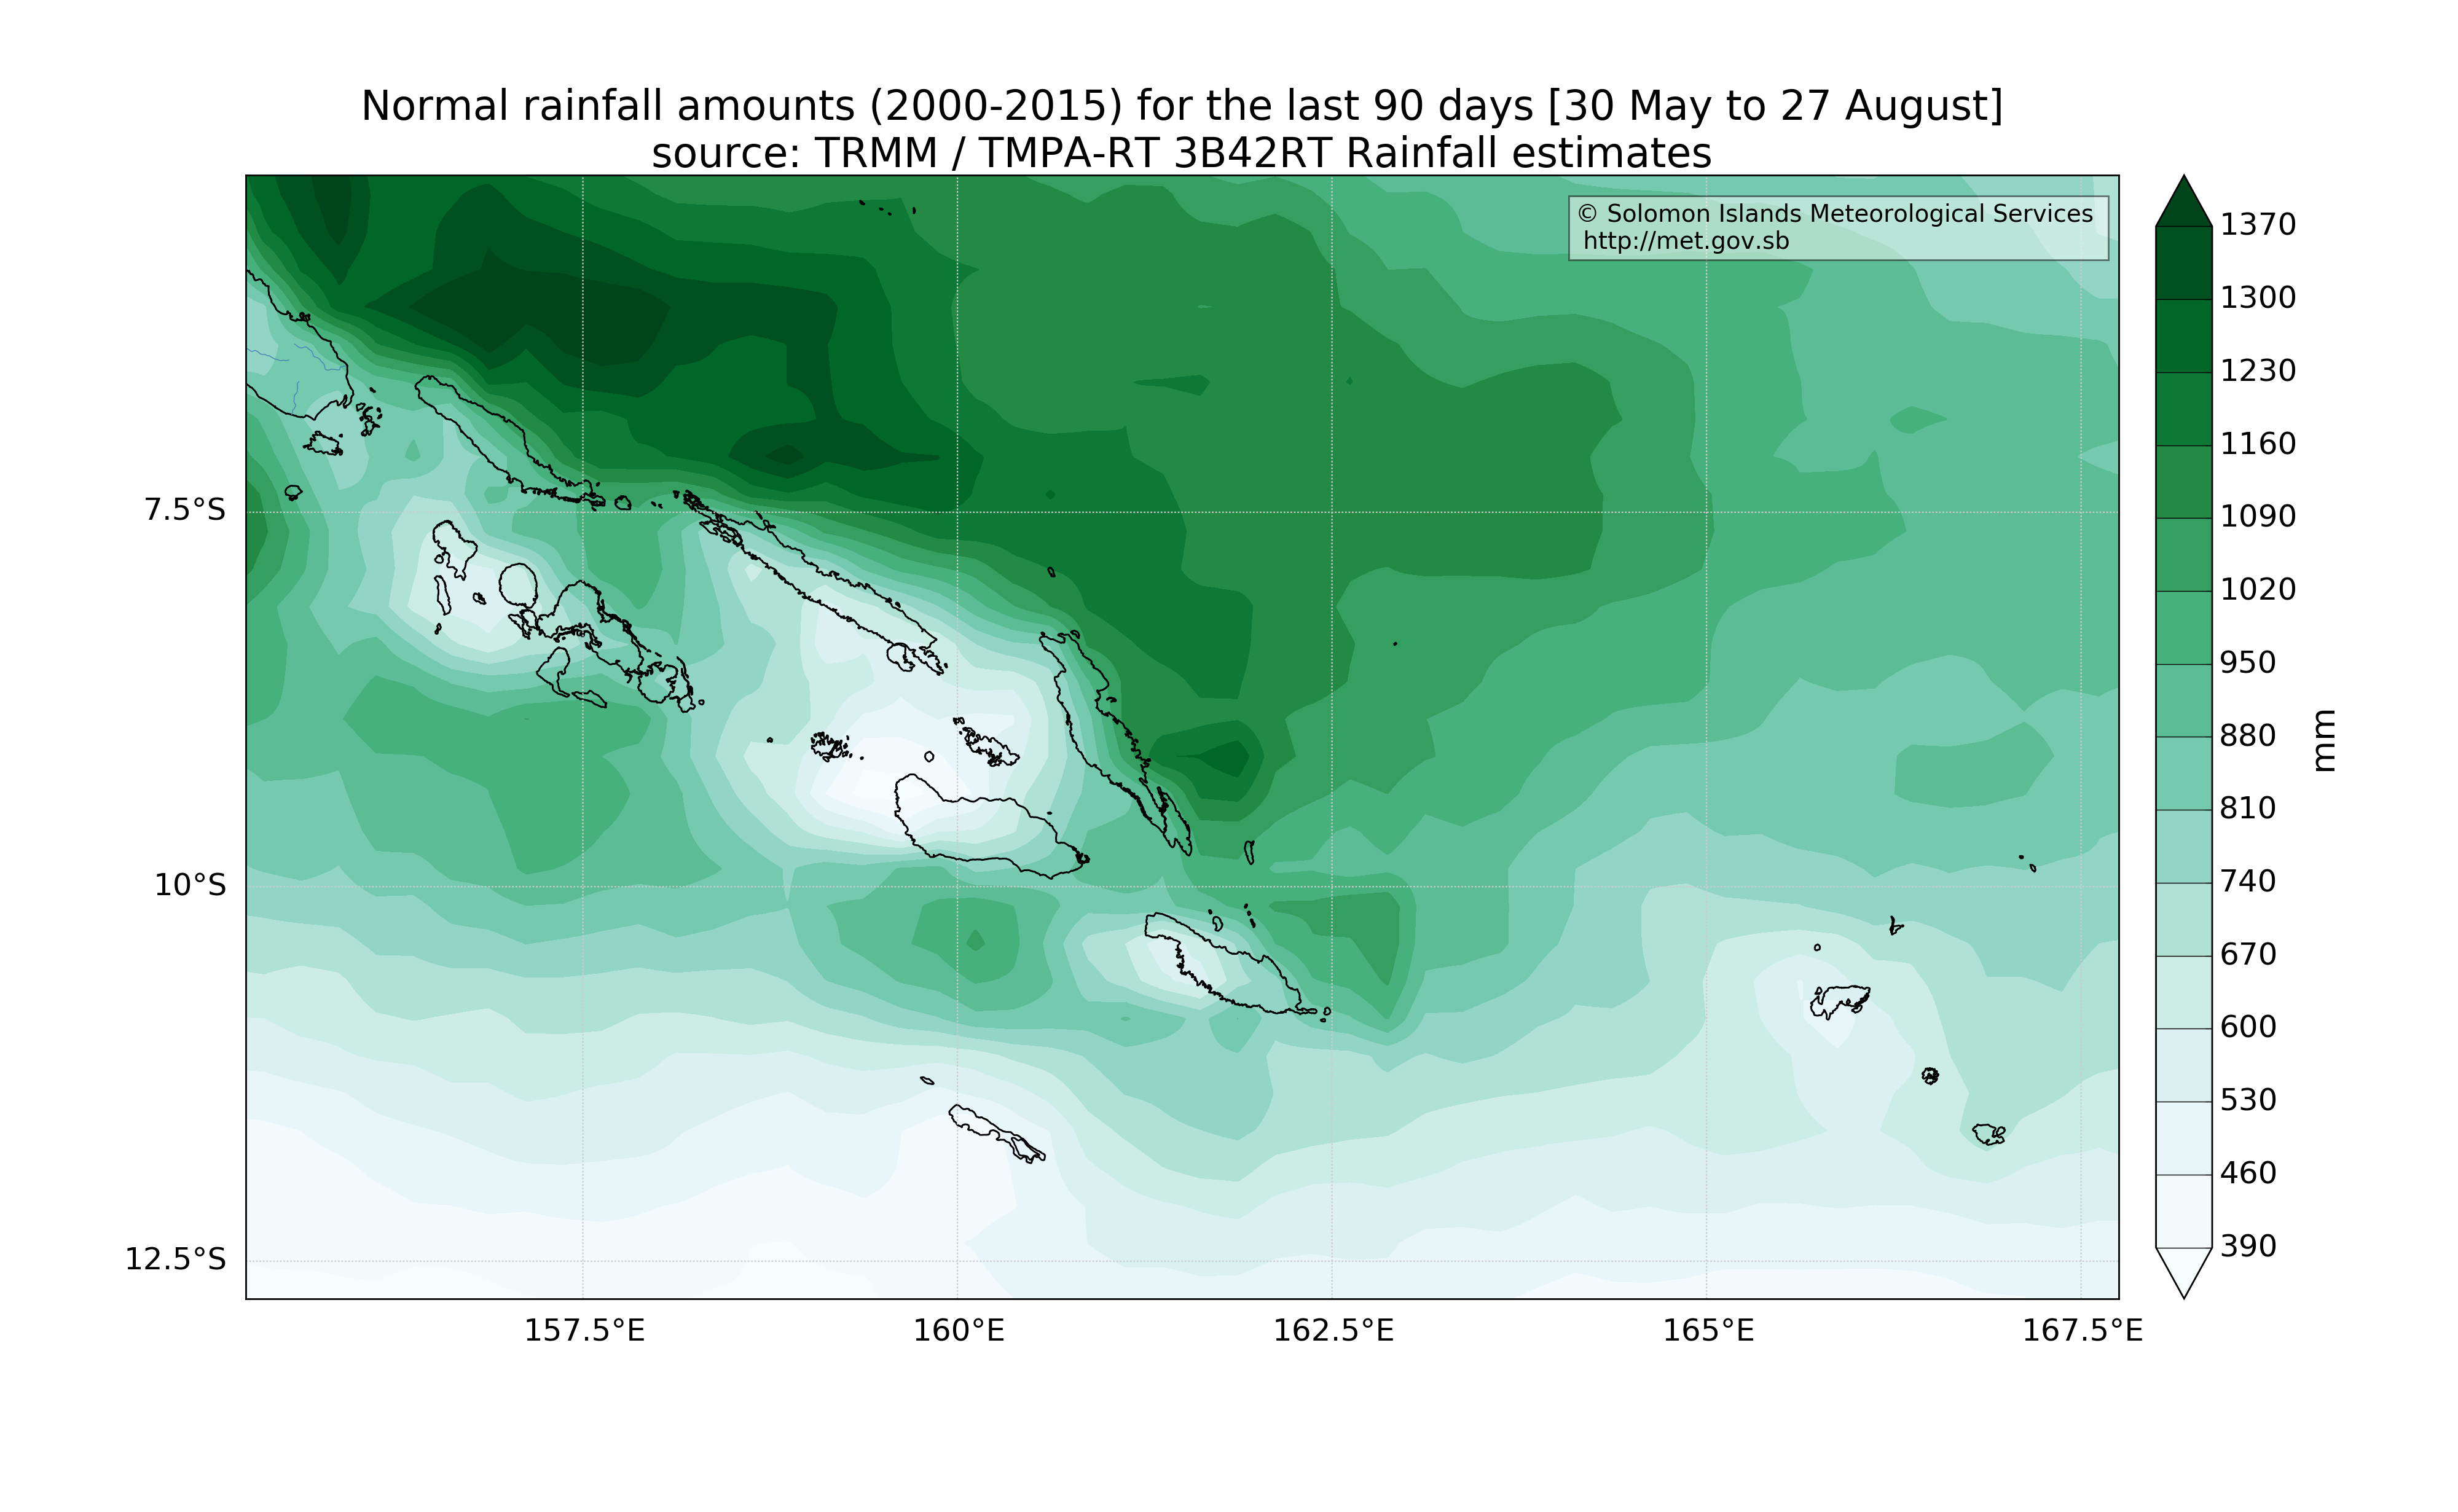 Normal rainfall amounts (2000-2015) for the last 90 days [30 May to 27 August]
source: TRMM / TMPA-RT 3B42RT Rainfall estimates
© Solomon Islands Meteorological Services
http://met.gov.sb
7.5°S
10°S
12.5°S
157.5°E
160°E
162.5°E
165°E
167.5°E
1370
1300
1230
1160
1090
1020
950
880
810
740
670
600
530
460
390
mm